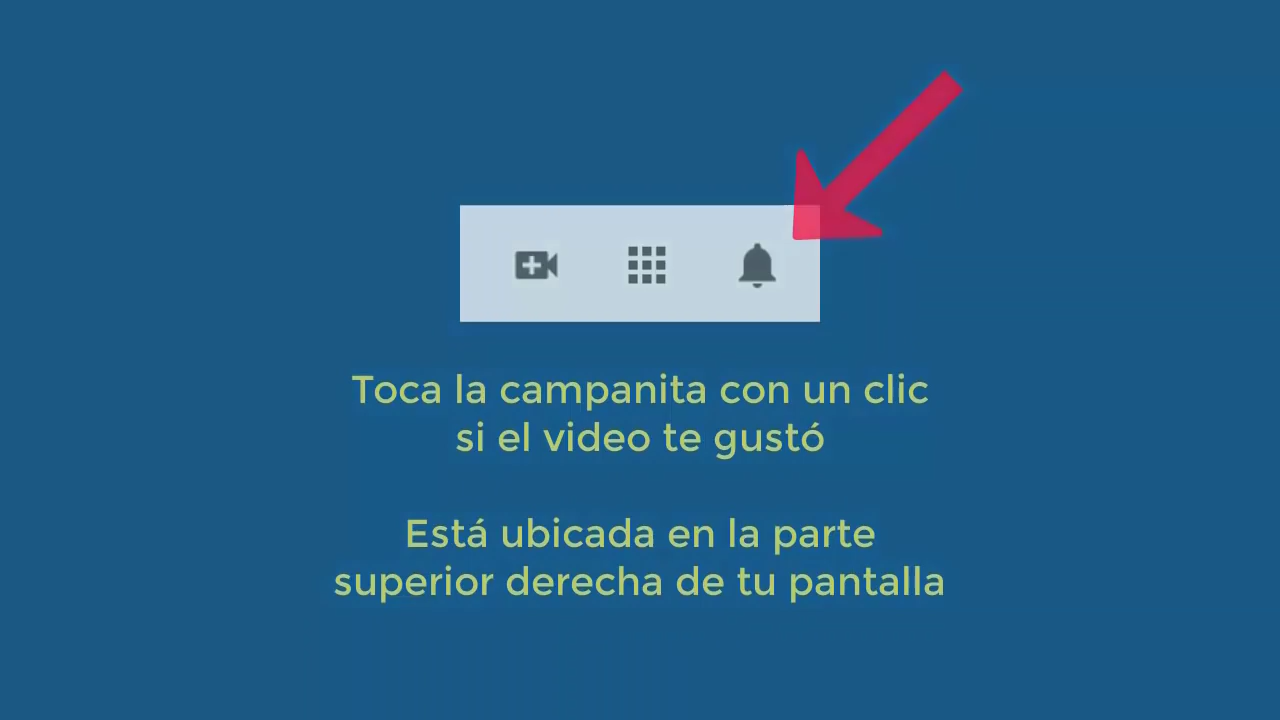 Toca la campanita con un clic
si el video te gustó
Está ubicada en la parte
superior derecha de tu pantalla